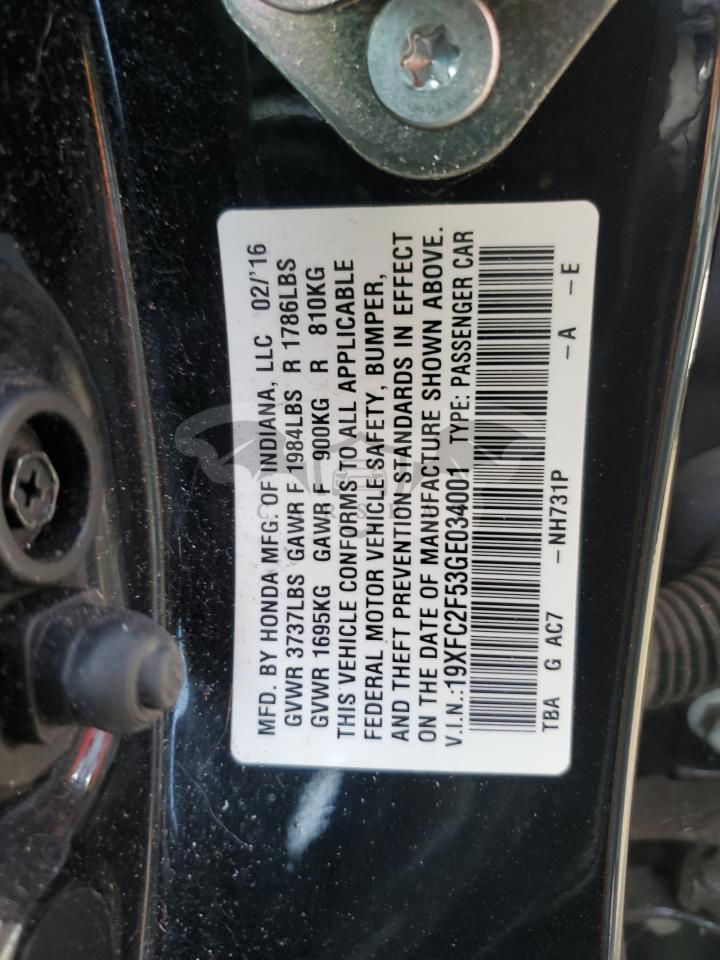 MFD. BY HONDA MFG. OF INDIANA, LLC 02/'16
GVWR 3737LBS GAWR F 1984LBS R 1786LBS
GVWR 1695KG GAWR F 900KG R 810KG
THIS VEHICLE CONFORMS TO ALL APPLICABLE
FEDERAL MOTOR VEHICLE SAFETY, BUMPER,
AND THEFT PREVENTION STANDARDS IN EFFECT
ON THE DATE OF MANUFACTURE SHOWN ABOVE.
V.I.N.:19XFC2F53GE034001 TYPE: PASSENGER CAR
TBA G AC7 -NH731P -A -E